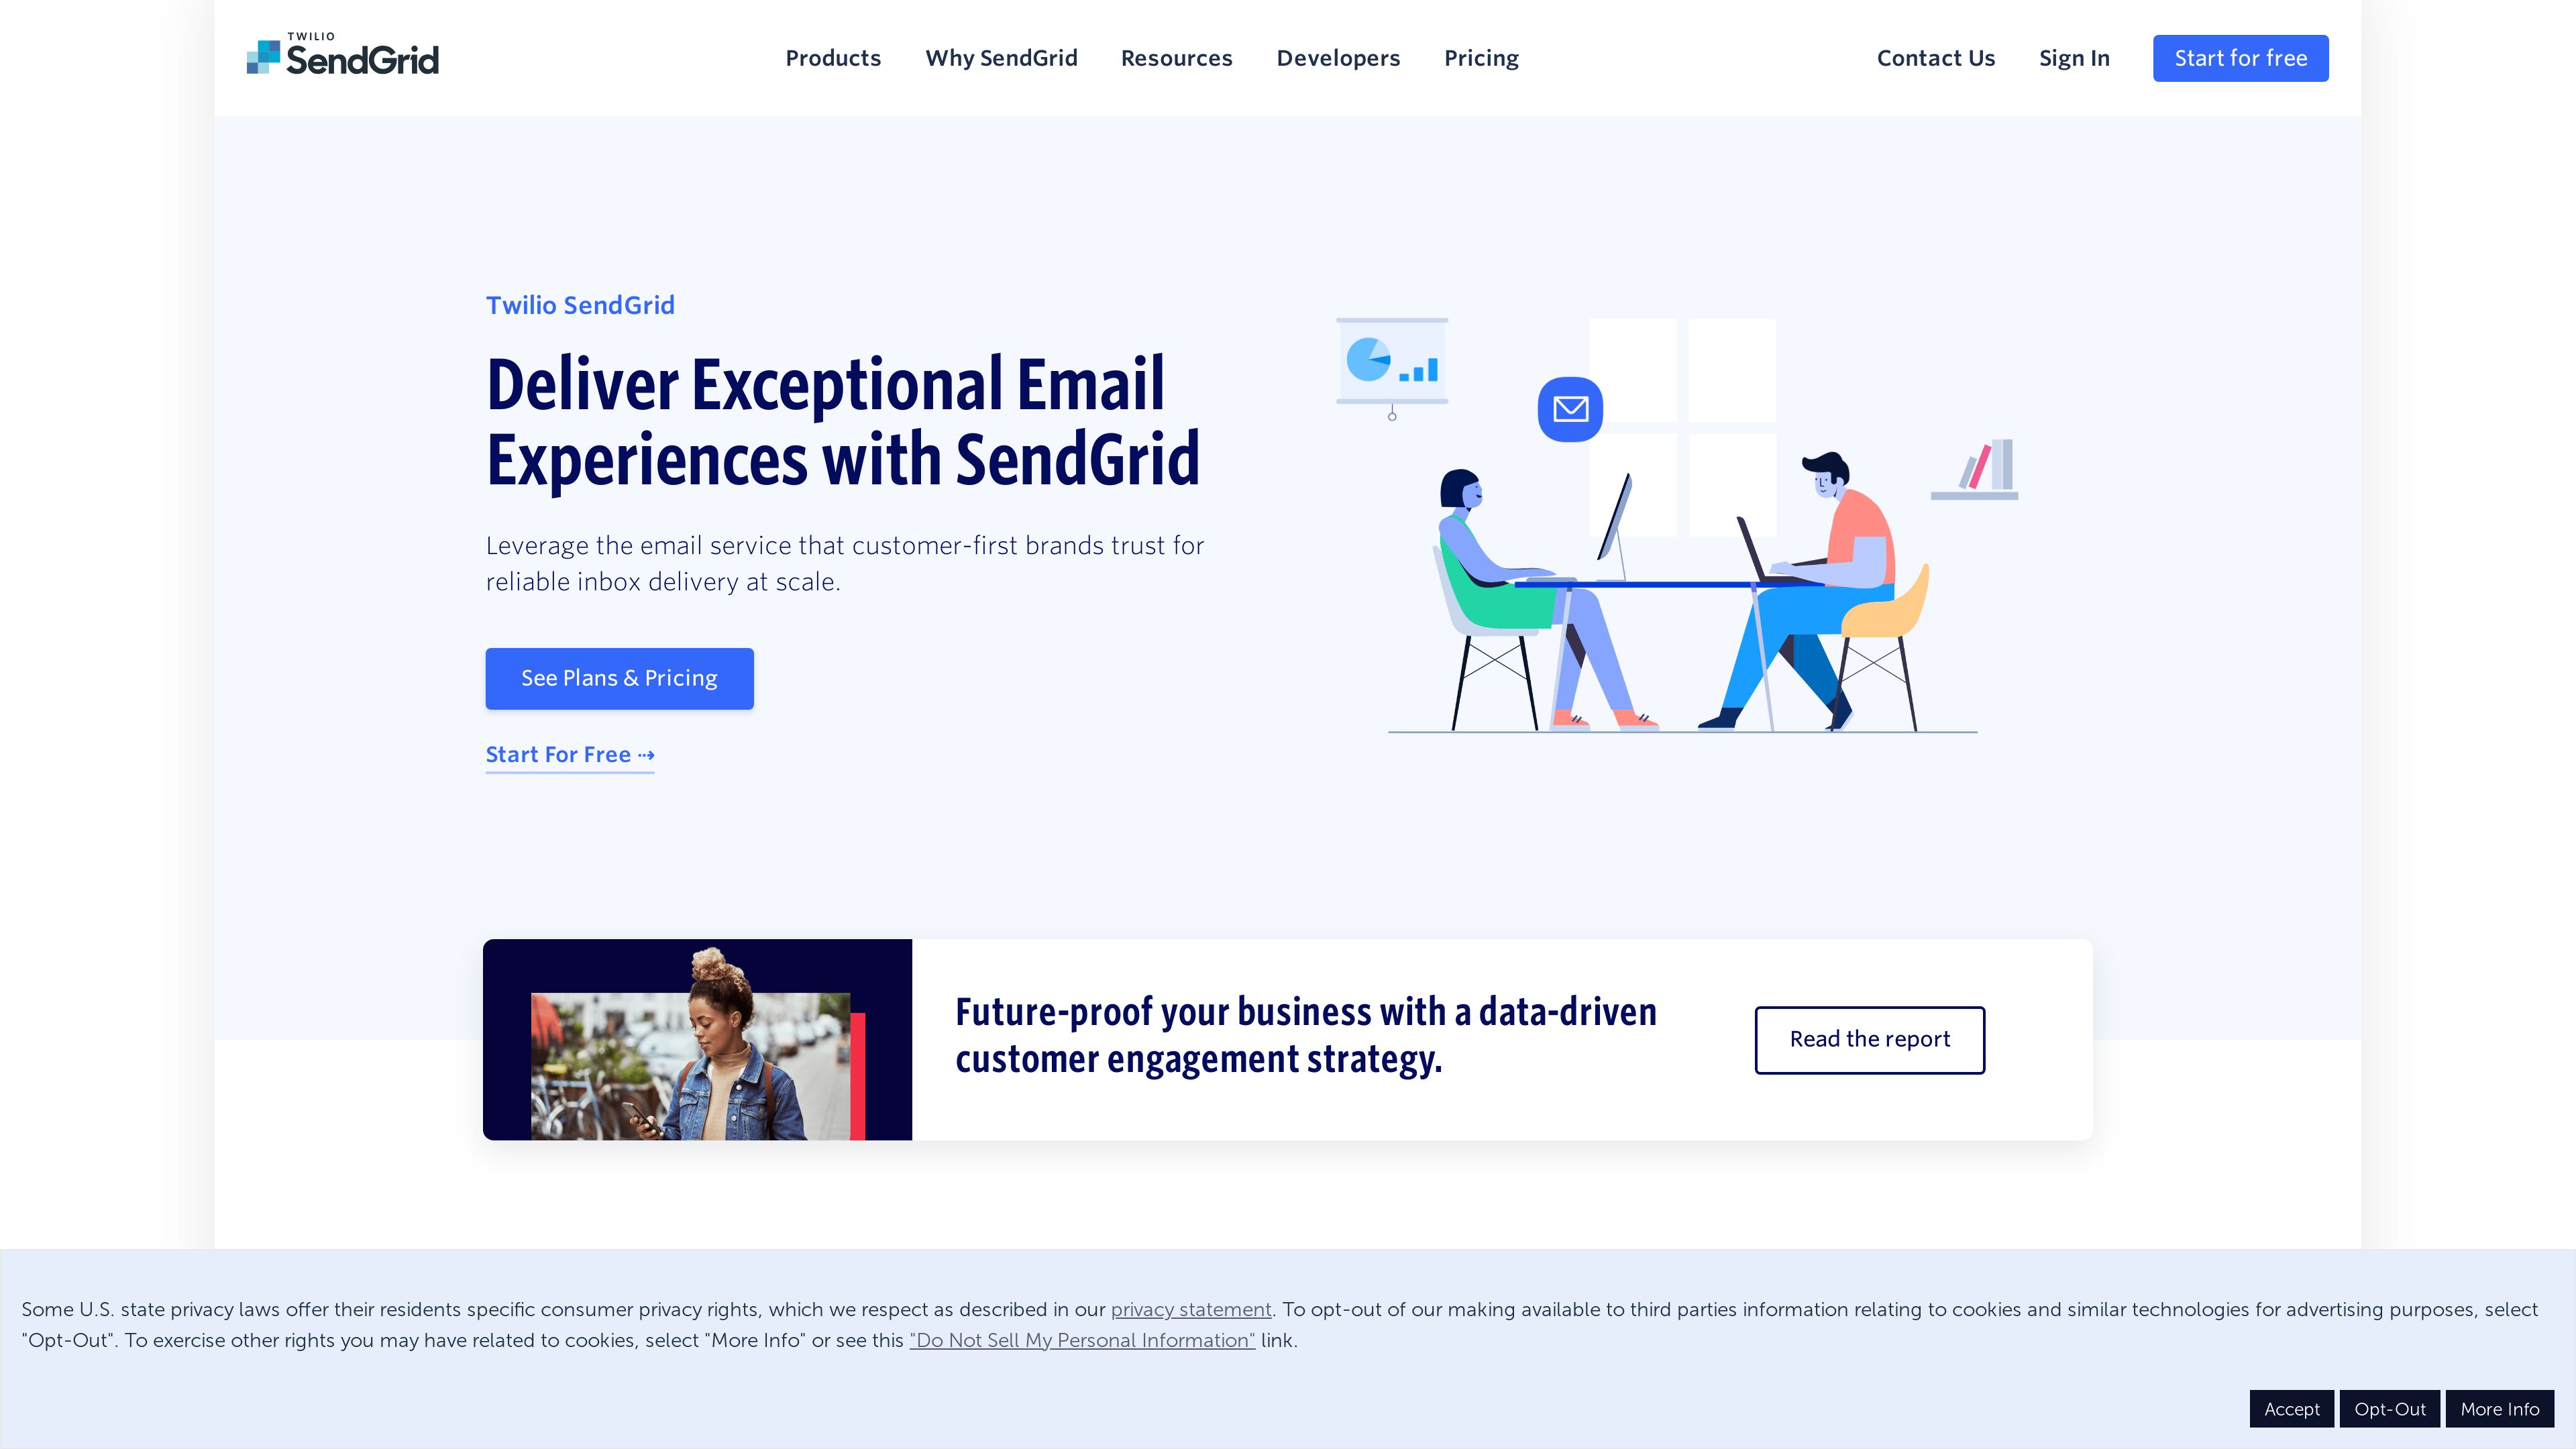 TWILIO
SendGrid
Products
Why SendGrid
Resources
Developers
Pricing
Contact Us
Sign In
Start for free
Twilio SendGrid
Deliver Exceptional Email
Experiences with SendGrid
Leverage the email service that customer-first brands trust for
reliable inbox delivery at scale.
See Plans & Pricing
Start For Free ⇢
Future-proof your business with a data-driven
customer engagement strategy.
Read the report
Some U.S. state privacy laws offer their residents specific consumer privacy rights, which we respect as described in our privacy statement. To opt-out of our making available to third parties information relating to cookies and similar technologies for advertising purposes, select
"Opt-Out". To exercise other rights you may have related to cookies, select "More Info" or see this "Do Not Sell My Personal Information" link.
Accept
Opt-Out
More Info